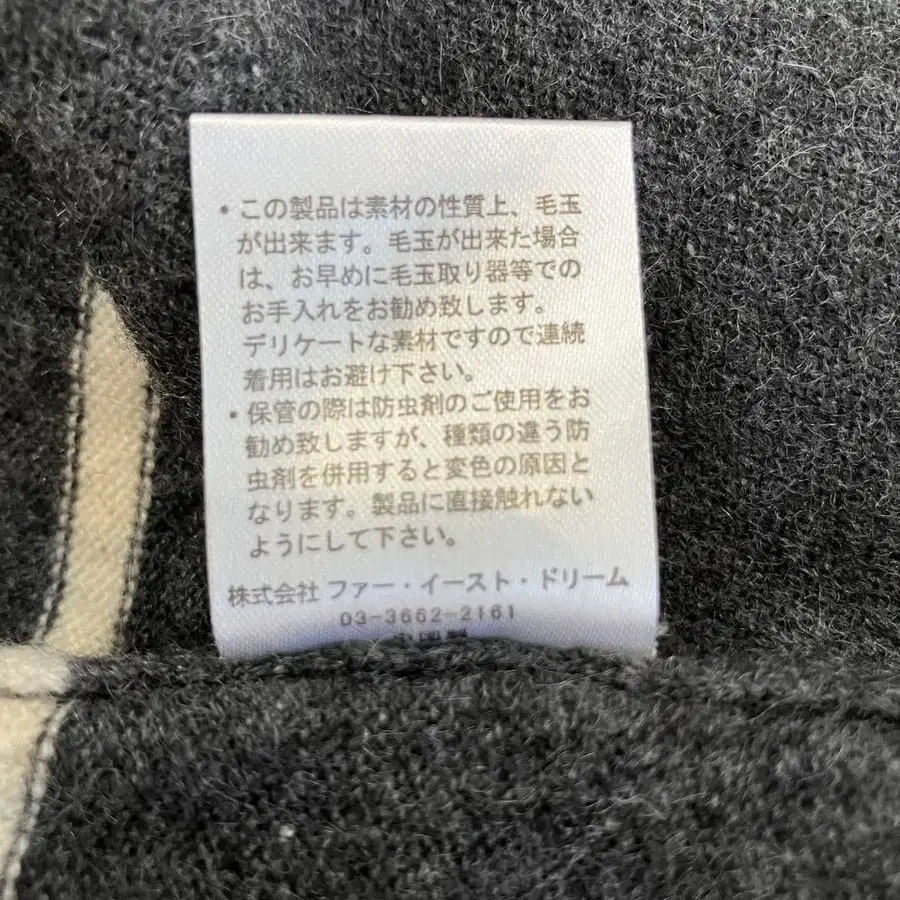 ・この製品は素材の性質上、毛玉
が出来ます。毛玉が出来た場合
は、お早めに毛玉取り器等での
お手入れをお勧め致します。
デリケートな素材ですので連続
着用はお避け下さい。
・保管の際は防虫剤のご使用をお
勧め致しますが、種類の違う防
虫剤を併用すると変色の原因と
なります。製品に直接触れない
ようにして下さい。
株式会社 ファー・イースト・ドリーム
03-3662-2161